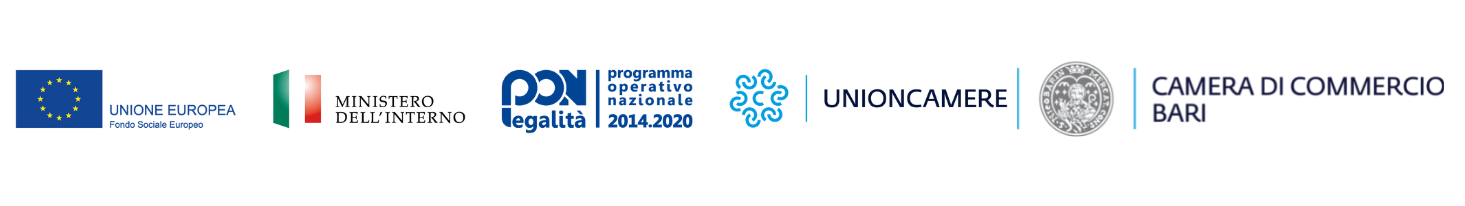 UNIONE EUROPEA
Fondo Sociale Europeo
MINISTERO
DELL'INTERNO
pon
legalità
programma
operativo
nazionale
2014.2020
UNIONCAMERE
CAMERA DI COMMERCIO
BARI